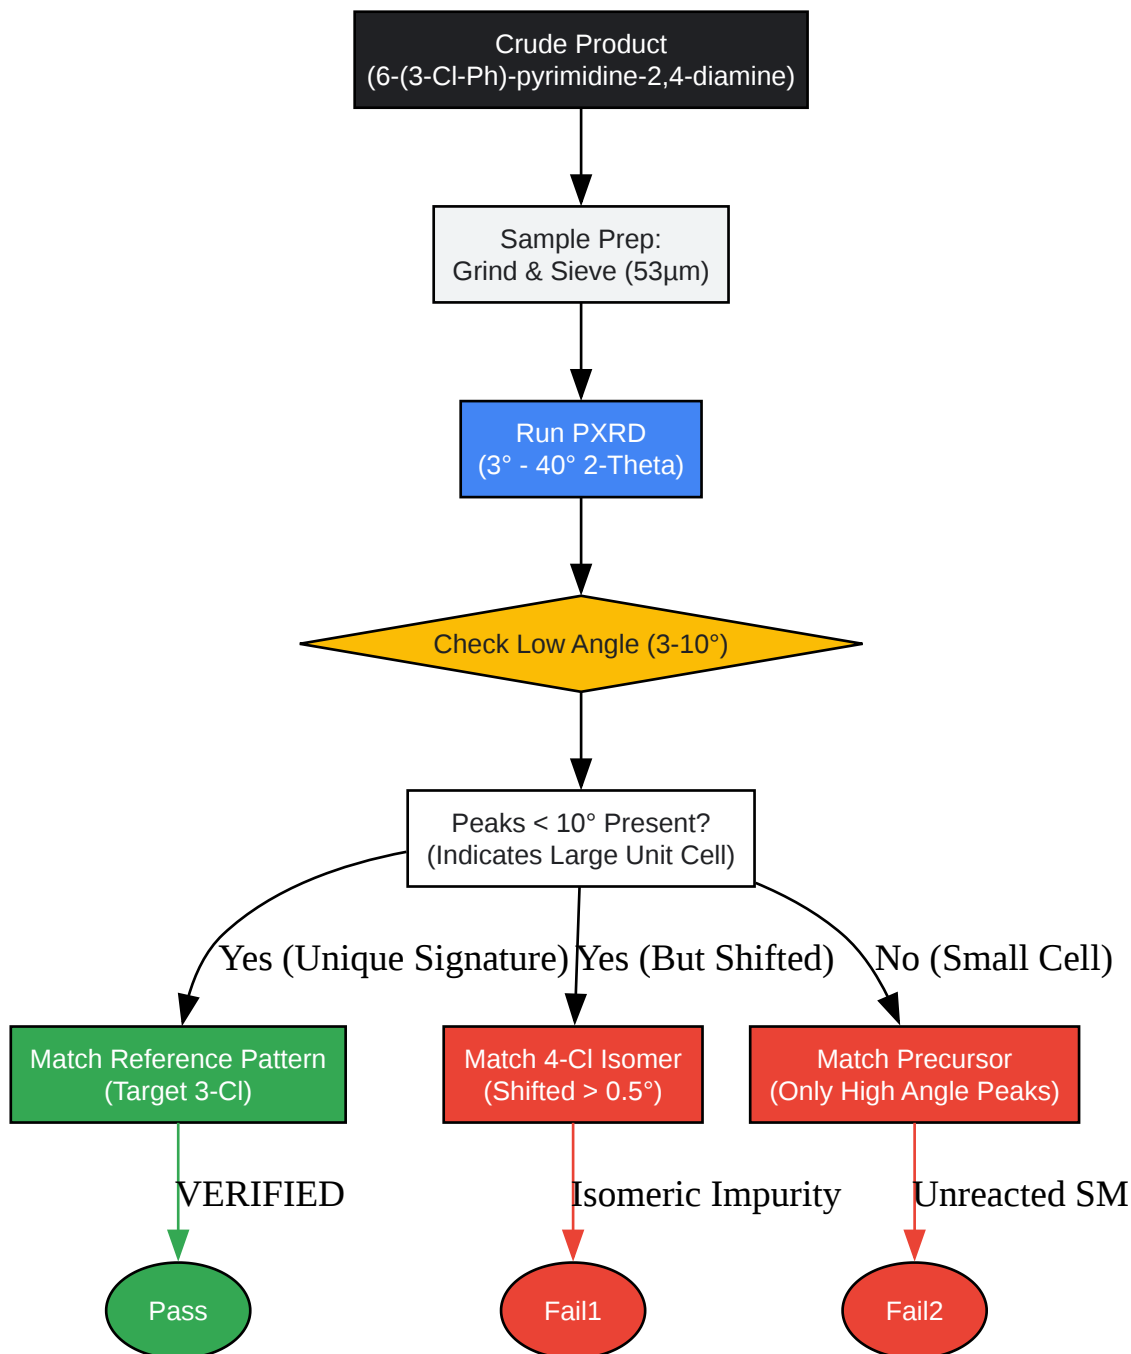 Crude Product
(6-(3-Cl-Ph)-pyrimidine-2,4-diamine)
Sample Prep:
Grind & Sieve (53µm)
Run PXRD
(3° - 40° 2-Theta)
Check Low Angle (3-10°)
Peaks < 10° Present?
(Indicates Large Unit Cell)
Yes (Unique Signature)
Yes (But Shifted)
No (Small Cell)
Match Reference Pattern
(Target 3-Cl)
Match 4-Cl Isomer
(Shifted > 0.5°)
Match Precursor
(Only High Angle Peaks)
VERIFIED
Isomeric Impurity
Unreacted SM
Pass
Fail1
Fail2